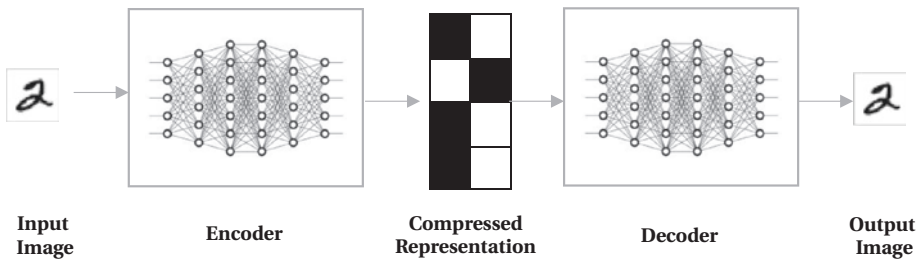 2
2
Input
Image
Encoder
Compressed
Representation
Decoder
Output
Image